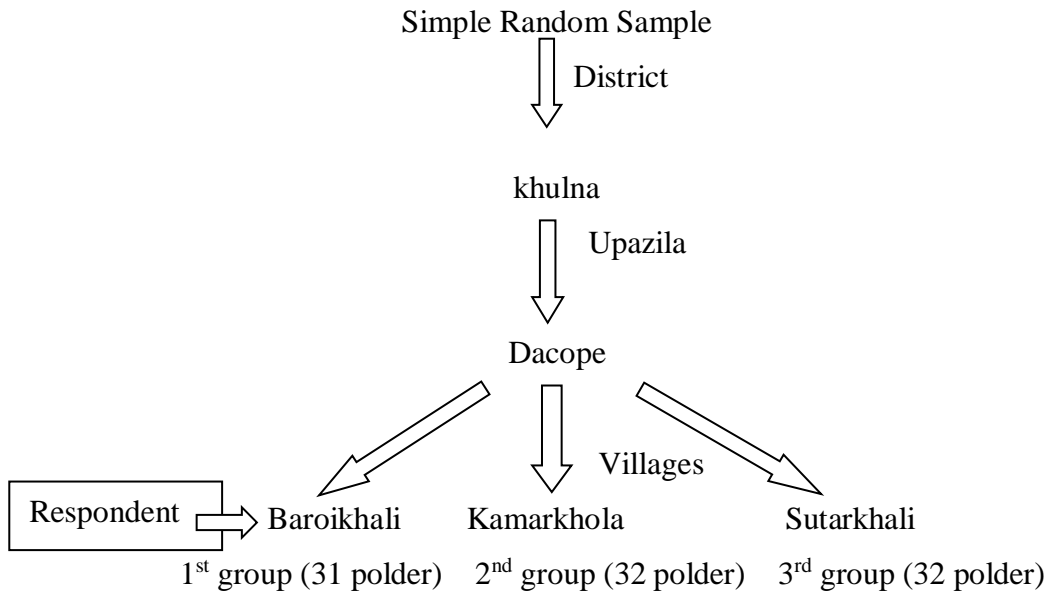 Simple Random Sample
District
khulna
Upazila
Dacope
Villages
Respondent
Baroikhali Kamarkhola Sutarkhali
1st group (31 polder) 2nd group (32 polder) 3rd group (32 polder)